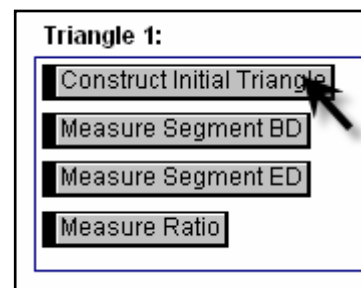 Triangle 1:
Construct Initial Triangle
Measure Segment BD
Measure Segment ED
Measure Ratio